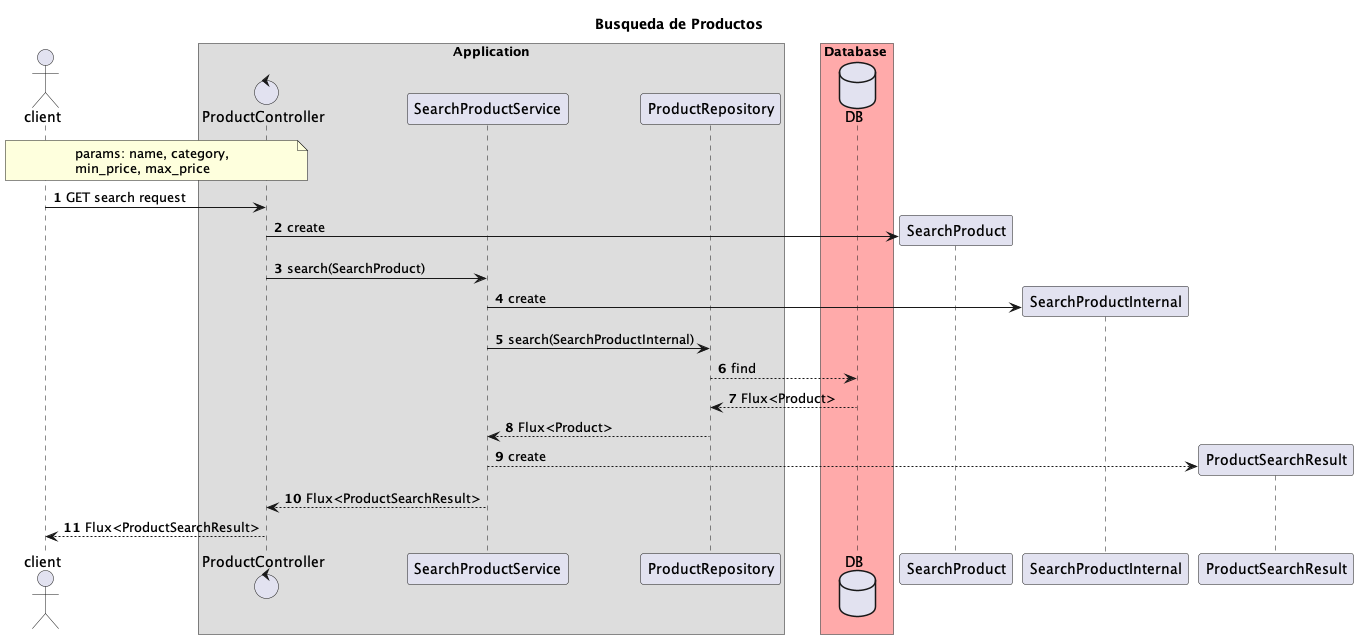 Busqueda de Productos
Application
Database
client
ProductController
SearchProductService
ProductRepository
DB
params: name, category,
min_price, max_price
1 GET search request
2 create
SearchProduct
3 search(SearchProduct)
4 create
SearchProductInternal
5 search(SearchProductInternal)
6 find
7 Flux<Product>
8 Flux<Product>
9 create
ProductSearchResult
10 Flux<ProductSearchResult>
11 Flux<ProductSearchResult>
client
ProductController
SearchProductService
ProductRepository
DB
SearchProduct
SearchProductInternal
ProductSearchResult